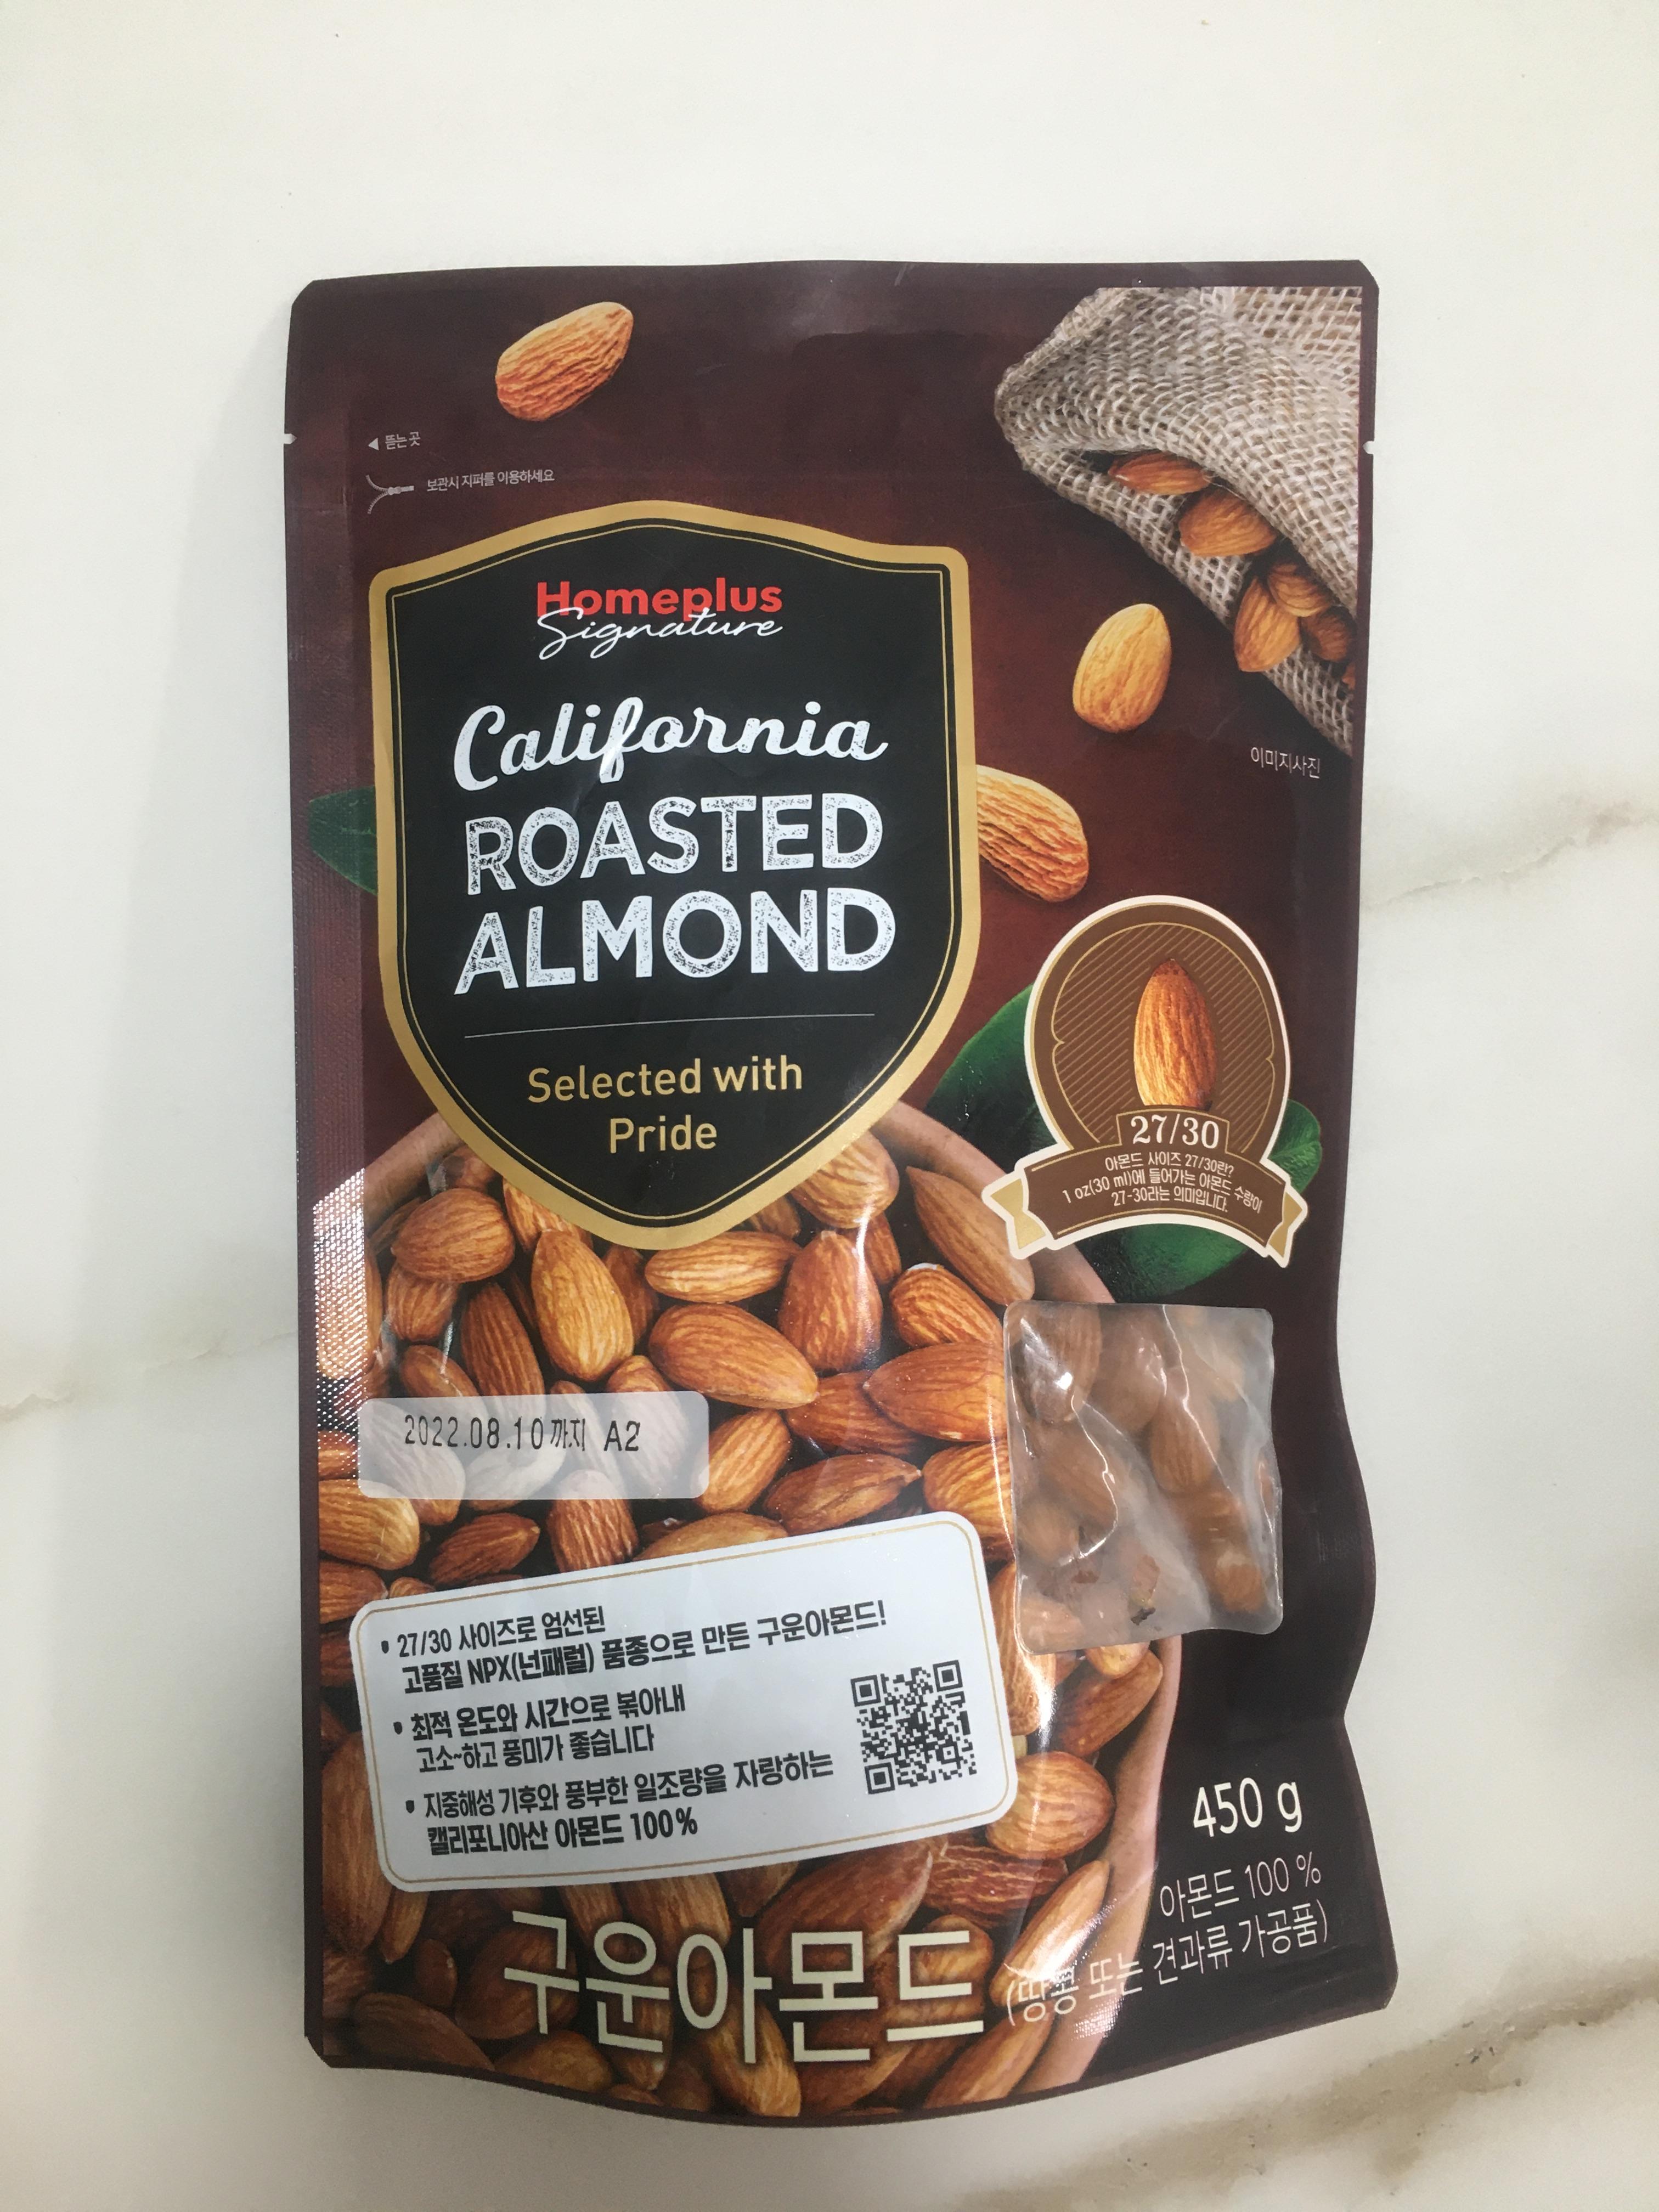 ◀ 뜯는 곳
보관시 지퍼를 이용하세요
Homeplus
Signature
California
ROASTED
ALMOND
Selected with
Pride
이미지사진
27/30
아몬드 사이즈 27/30란?
1 oz(30 ml)에 들어가는 아몬드 수량이
27-30라는 의미입니다.
2022.08.10까지 A2
• 27/30 사이즈로 엄선된
고품질 NPX(넌패럴) 품종으로 만든 구운아몬드!
• 최적 온도와 시간으로 볶아내
고소~하고 풍미가 좋습니다
• 지중해성 기후와 풍부한 일조량을 자랑하는
캘리포니아산 아몬드 100%
450 g
아몬드 100 %
구운아몬드 (땅콩 또는 견과류 가공품)